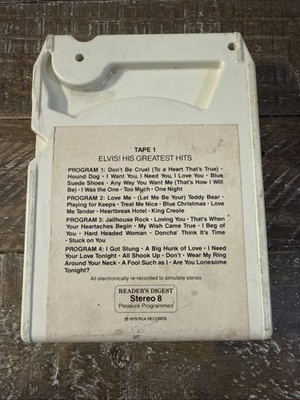 TAPE 1
ELVIS! HIS GREATEST HITS
PROGRAM 1: Don't Be Cruel (To a Heart That's True) •
Hound Dog • I Want You, I Need You, I Love You • Blue
Suede Shoes • Any Way You Want Me (That's How I Will
Be) • I Was the One • Too Much • One Night
PROGRAM 2: Love Me • (Let Me Be Your) Teddy Bear •
Playing for Keeps • Treat Me Nice • Blue Christmas • Love
Me Tender • Heartbreak Hotel • King Creole
PROGRAM 3: Jailhouse Rock • Loving You • That's When
Your Heartaches Begin • My Wish Came True • I Beg of
You • Hard Headed Woman • Doncha' Think It's Time
• Stuck on You
PROGRAM 4: I Got Stung • A Big Hunk of Love • I Need
Your Love Tonight • All Shook Up • Don't • Wear My Ring
Around Your Neck • A Fool Such as I • Are You Lonesome
Tonight?
All electronically re-recorded to simulate stereo
READER'S DIGEST
Stereo 8
Pleasure Programmed
℗ 1979 RCA RECORDS